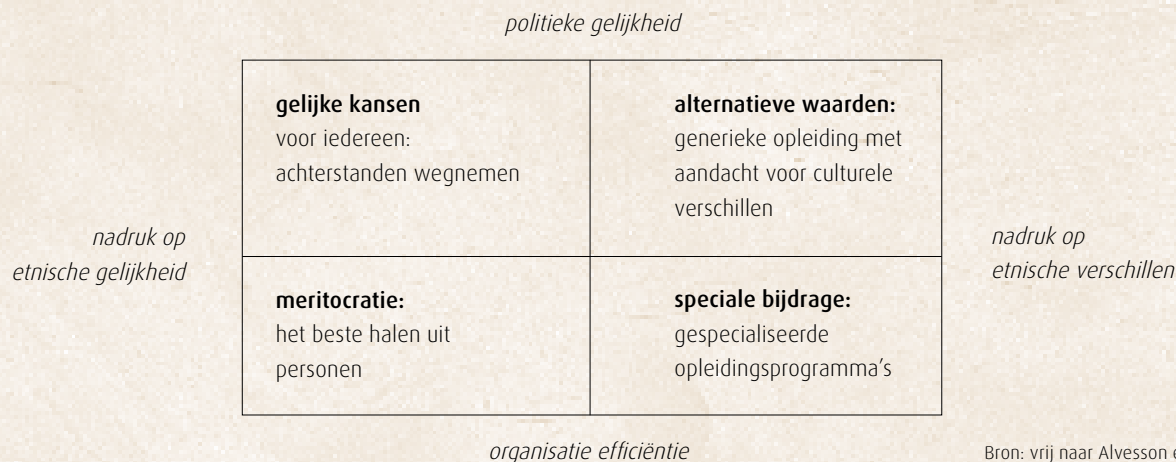 politieke gelijkheid
gelijke kansen
voor iedereen:
achterstanden wegnemen
alternatieve waarden:
generieke opleiding met
aandacht voor culturele
verschillen
nadruk op
etnische gelijkheid
nadruk op
etnische verschillen
meritocratie:
het beste halen uit
personen
speciale bijdrage:
gespecialiseerde
opleidingsprogramma's
organisatie efficiëntie
Bron: vrij naar Alvesson